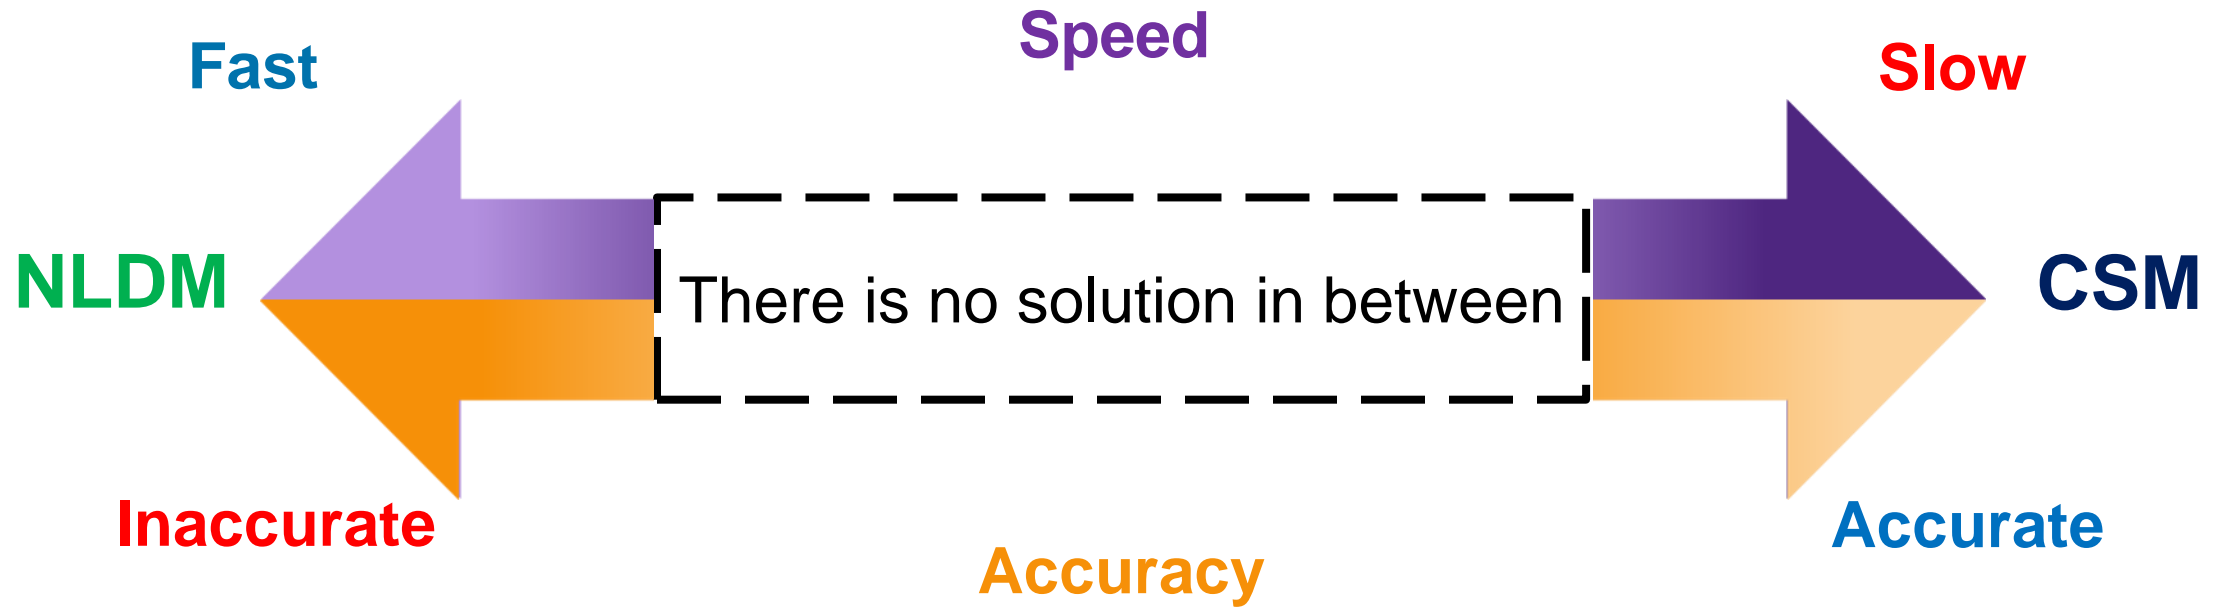 Speed
Fast
Slow
NLDM
There is no solution in between
CSM
Inaccurate
Accurate
Accuracy